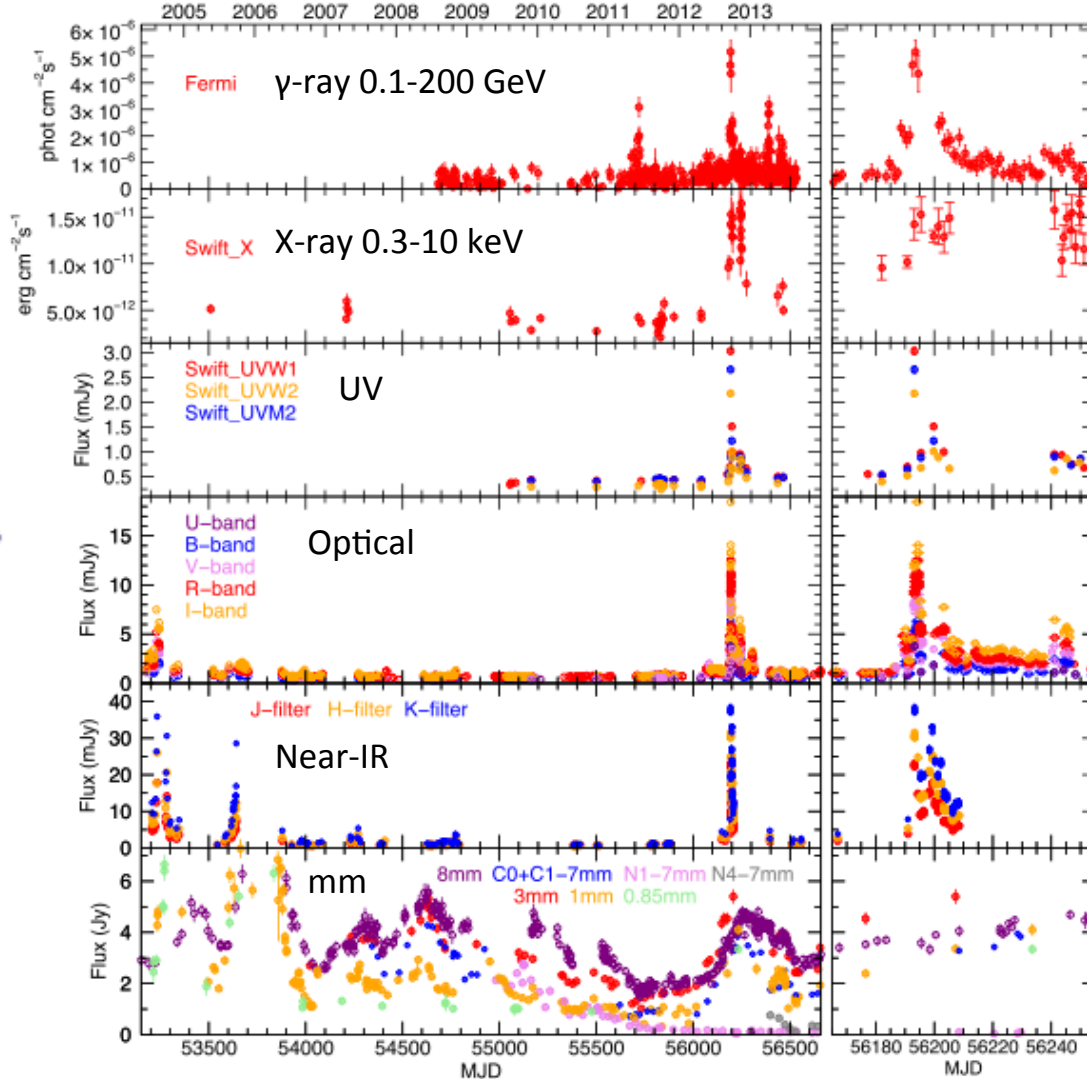 2005 2006 2007 2008 2009 2010 2011 2012 2013
6× 10⁻⁶
5× 10⁻⁶
4× 10⁻⁶
3× 10⁻⁶
2× 10⁻⁶
1× 10⁻⁶
0
phot cm⁻²s⁻¹
Fermi γ-ray 0.1-200 GeV
1.5× 10⁻¹¹
1.0× 10⁻¹¹
5.0× 10⁻¹²
erg cm⁻²s⁻¹
Swift_X X-ray 0.3-10 keV
3.0
2.5
2.0
1.5
1.0
0.5
Flux (mJy)
Swift_UVW1
Swift_UVW2
Swift_UVM2
UV
15
10
5
0
Flux (mJy)
U-band
B-band
V-band
R-band
I-band
Optical
40
30
20
10
0
Flux (mJy)
J-filter H-filter K-filter
Near-IR
6
4
2
0
Flux (Jy)
mm
8mm C0+C1-7mm N1-7mm N4-7mm
3mm 1mm 0.85mm
53500 54000 54500 55000 55500 56000 56500
MJD
56180 56200 56220 56240
MJD